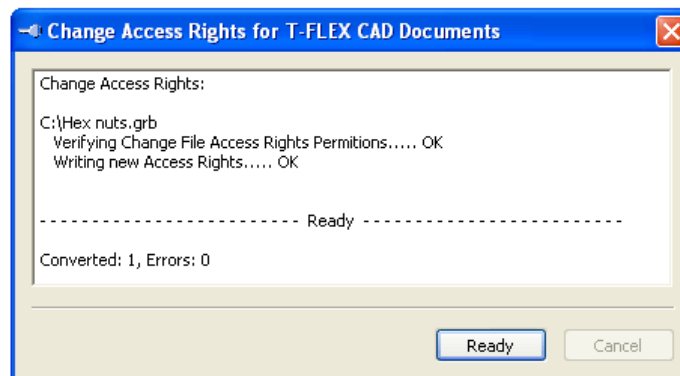 Change Access Rights for T-FLEX CAD Documents
Change Access Rights:
C:\Hex nuts.grb
Verifying Change File Access Rights Permitions..... OK
Writing new Access Rights..... OK
- - - - - - - - - - - - - - - - - - - - - - - - - Ready - - - - - - - - - - - - - - - - - - - - - - - - -
Converted: 1, Errors: 0
Ready Cancel